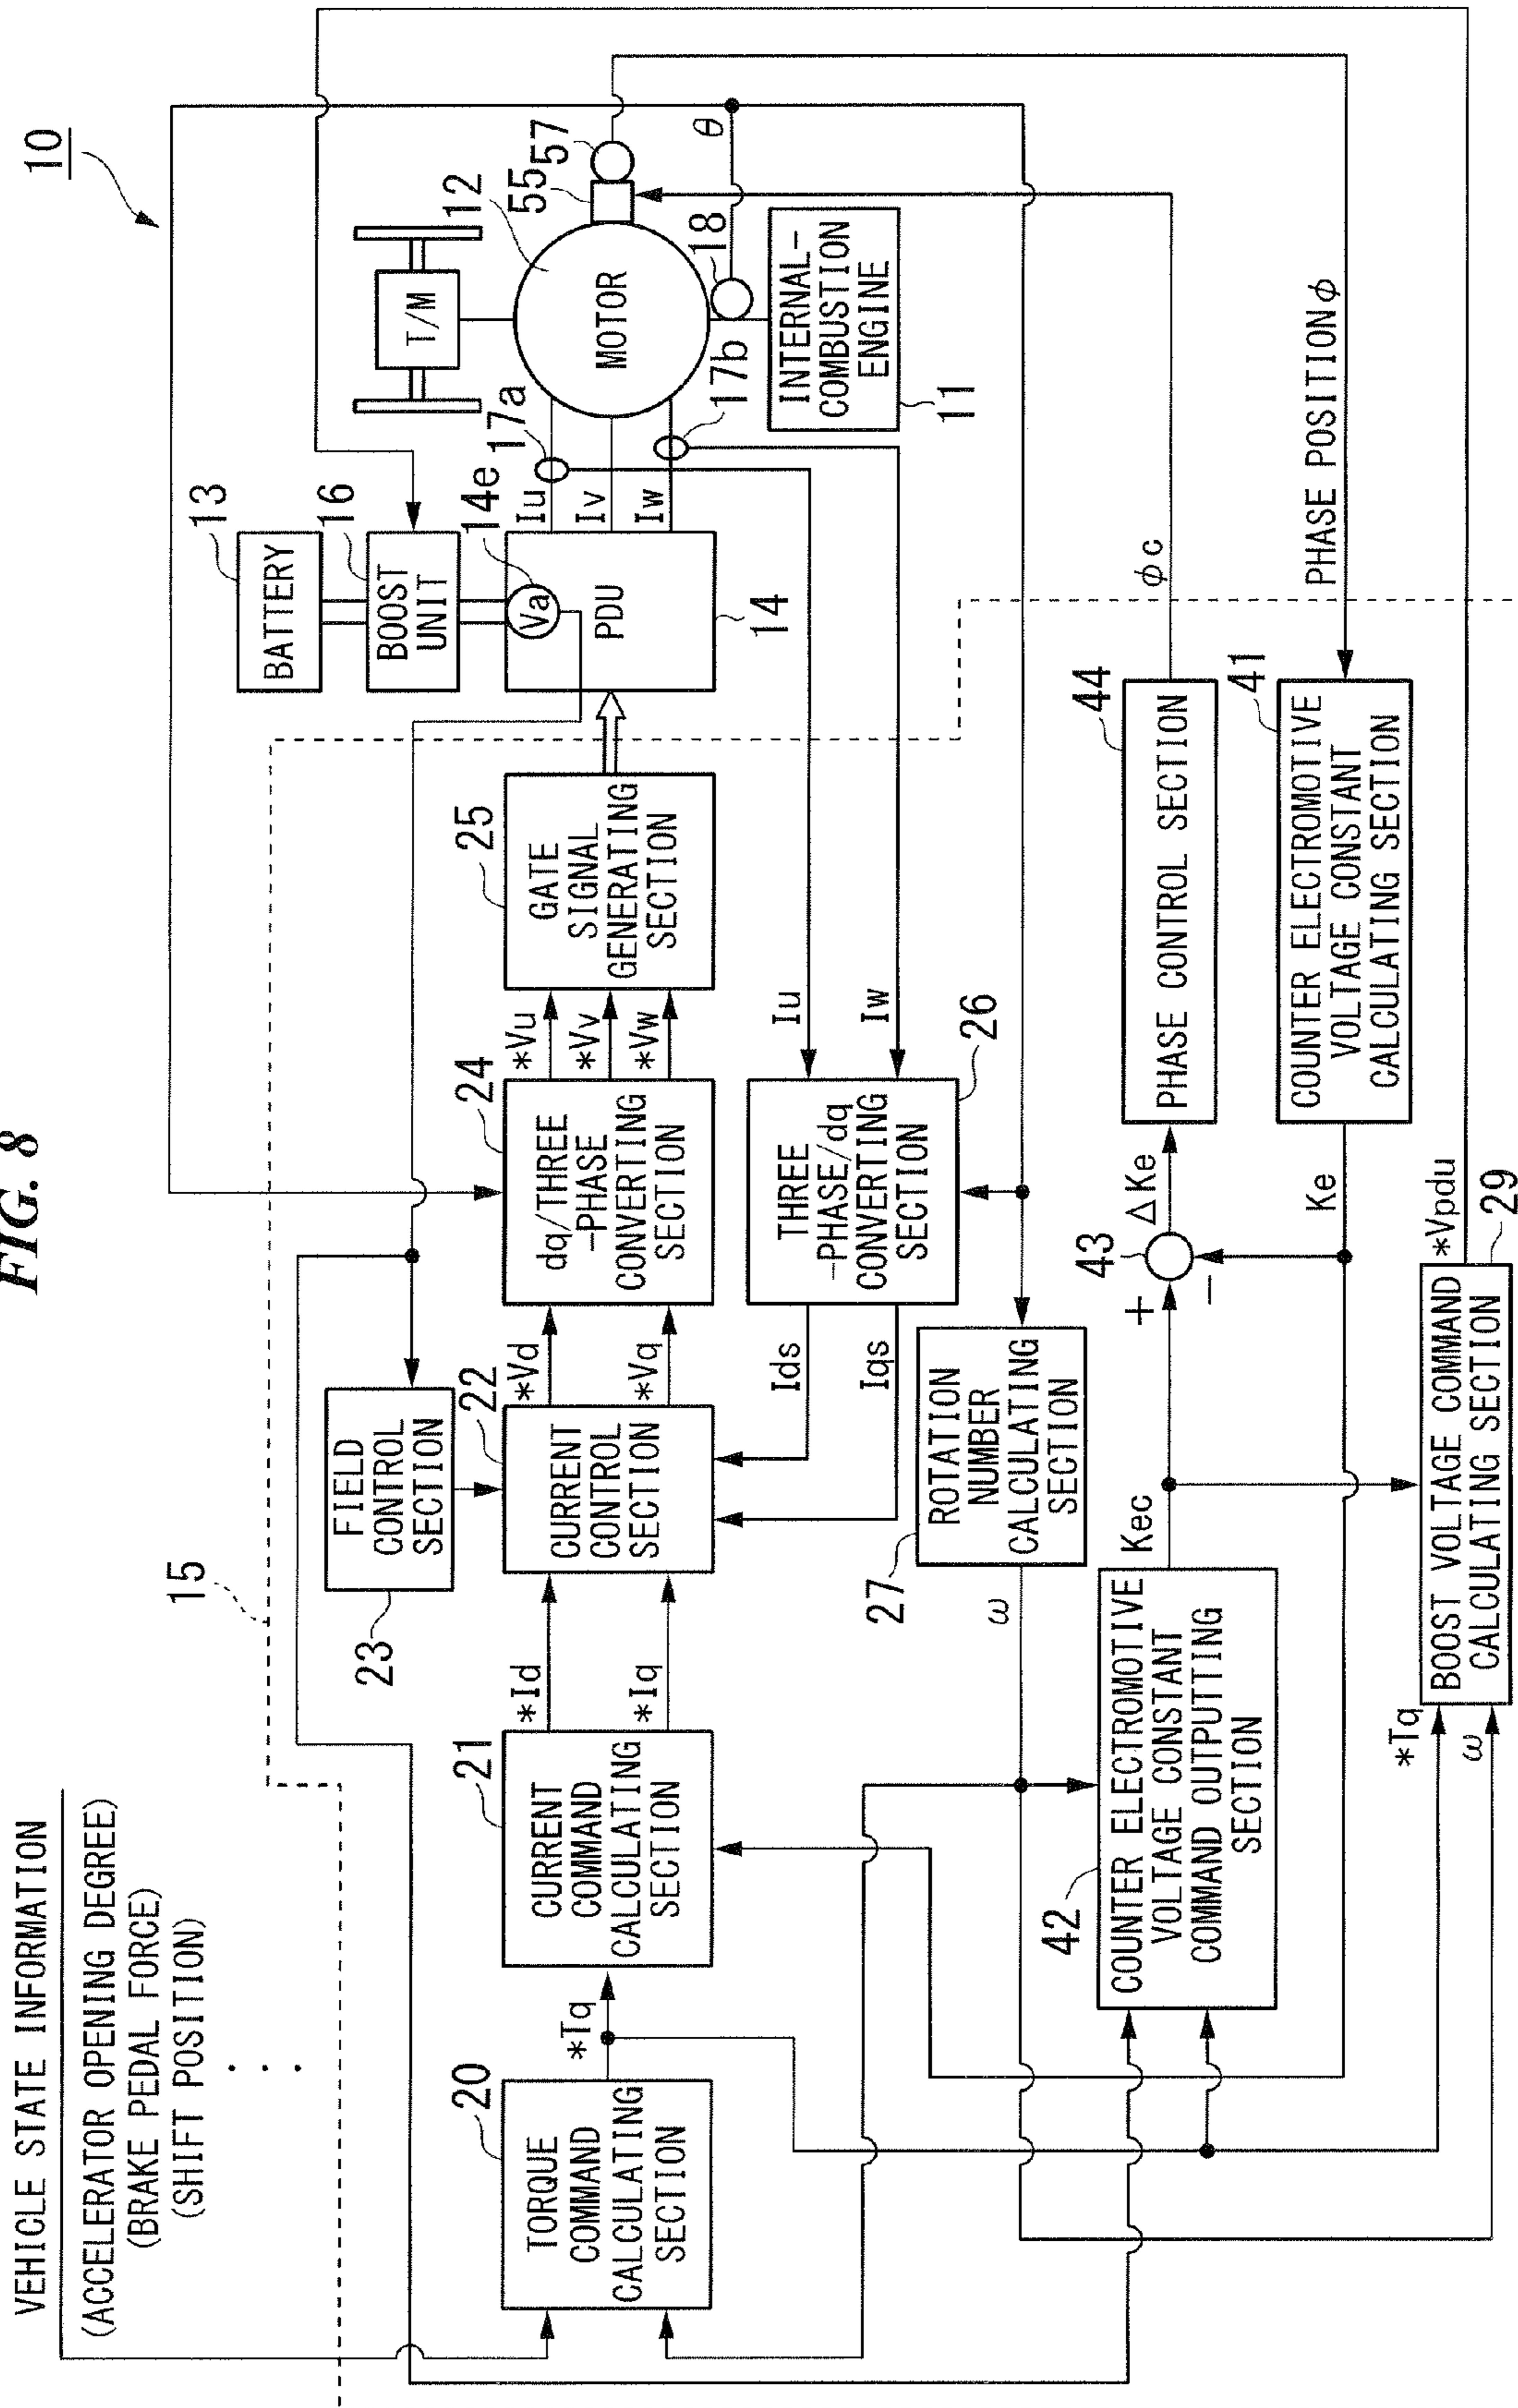 FIG. 8
10
VEHICLE STATE INFORMATION
(ACCELERATOR OPENING DEGREE)
(BRAKE PEDAL FORCE)
(SHIFT POSITION)
15
13
BATTERY
16
BOOST
UNIT
T/M
12
55
57
MOTOR
18
θ
INTERNAL-
COMBUSTION
ENGINE
11
17a
17b
14e
Va
PDU
14
Iu
Iv
Iw
FIELD
CONTROL
SECTION
23
20
TORQUE
COMMAND
CALCULATING
SECTION
*Tq
21
CURRENT
COMMAND
CALCULATING
SECTION
*Id
*Iq
22
CURRENT
CONTROL
SECTION
*Vd
*Vq
24
dq/THREE
-PHASE
CONVERTING
SECTION
*Vu
*Vv
*Vw
25
GATE
SIGNAL
GENERATING
SECTION
Ids
Iqs
THREE
-PHASE/dq
CONVERTING
SECTION
26
Iu
Iw
27
ROTATION
NUMBER
CALCULATING
SECTION
ω
42
COUNTER ELECTROMOTIVE
VOLTAGE CONSTANT
COMMAND OUTPUTTING
SECTION
Kec
+
−
43
ΔKe
44
PHASE CONTROL SECTION
φc
Ke
41
COUNTER ELECTROMOTIVE
VOLTAGE CONSTANT
CALCULATING SECTION
PHASE POSITION φ
*Tq
ω
BOOST VOLTAGE COMMAND
CALCULATING SECTION
29
*Vpdu